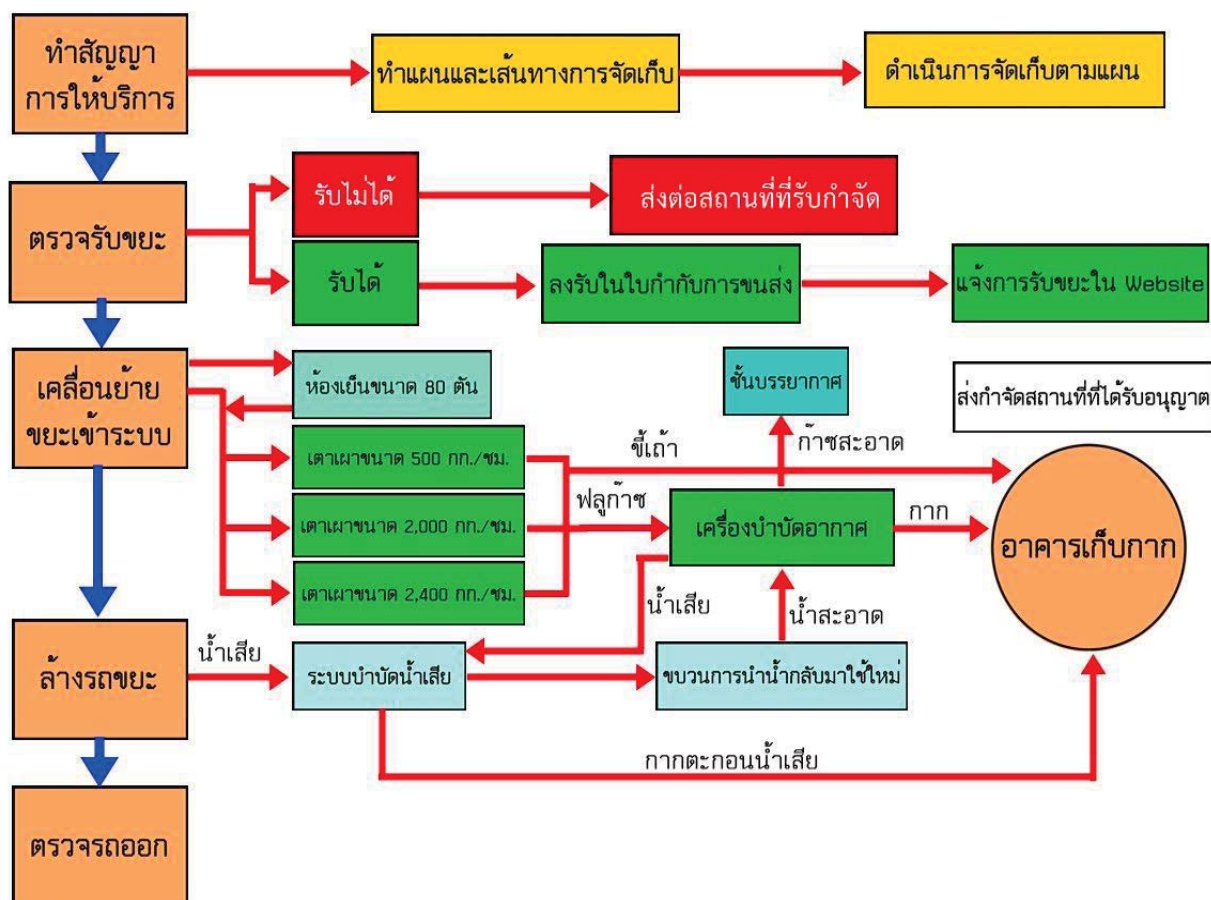 ทำสัญญา
การให้บริการ
ทำแผนและเส้นทางการจัดเก็บ
ดำเนินการจัดเก็บตามแผน
ตรวจรับขยะ
รับไม่ได้
ส่งต่อสถานที่ที่รับกำจัด
รับได้
ลงรับในใบกำกับการขนส่ง
แจ้งการรับขยะใน Website
เคลื่อนย้าย
ขยะเข้าระบบ
ห้องเย็นขนาด 80 ตัน
ชั้นบรรยากาศ
ส่งกำจัดสถานที่ที่ได้รับอนุญาต
เตาเผาขนาด 500 กก./ชม.
ขี้เถ้า
ก๊าซสะอาด
เตาเผาขนาด 2,000 กก./ชม.
ฟลูก๊าซ
เครื่องบำบัดอากาศ
กาก
อาคารเก็บกาก
เตาเผาขนาด 2,400 กก./ชม.
น้ำเสีย
น้ำสะอาด
ล้างรถขยะ
น้ำเสีย
ระบบบำบัดน้ำเสีย
ขบวนการนำน้ำกลับมาใช้ใหม่
กากตะกอนน้ำเสีย
ตรวจรถออก